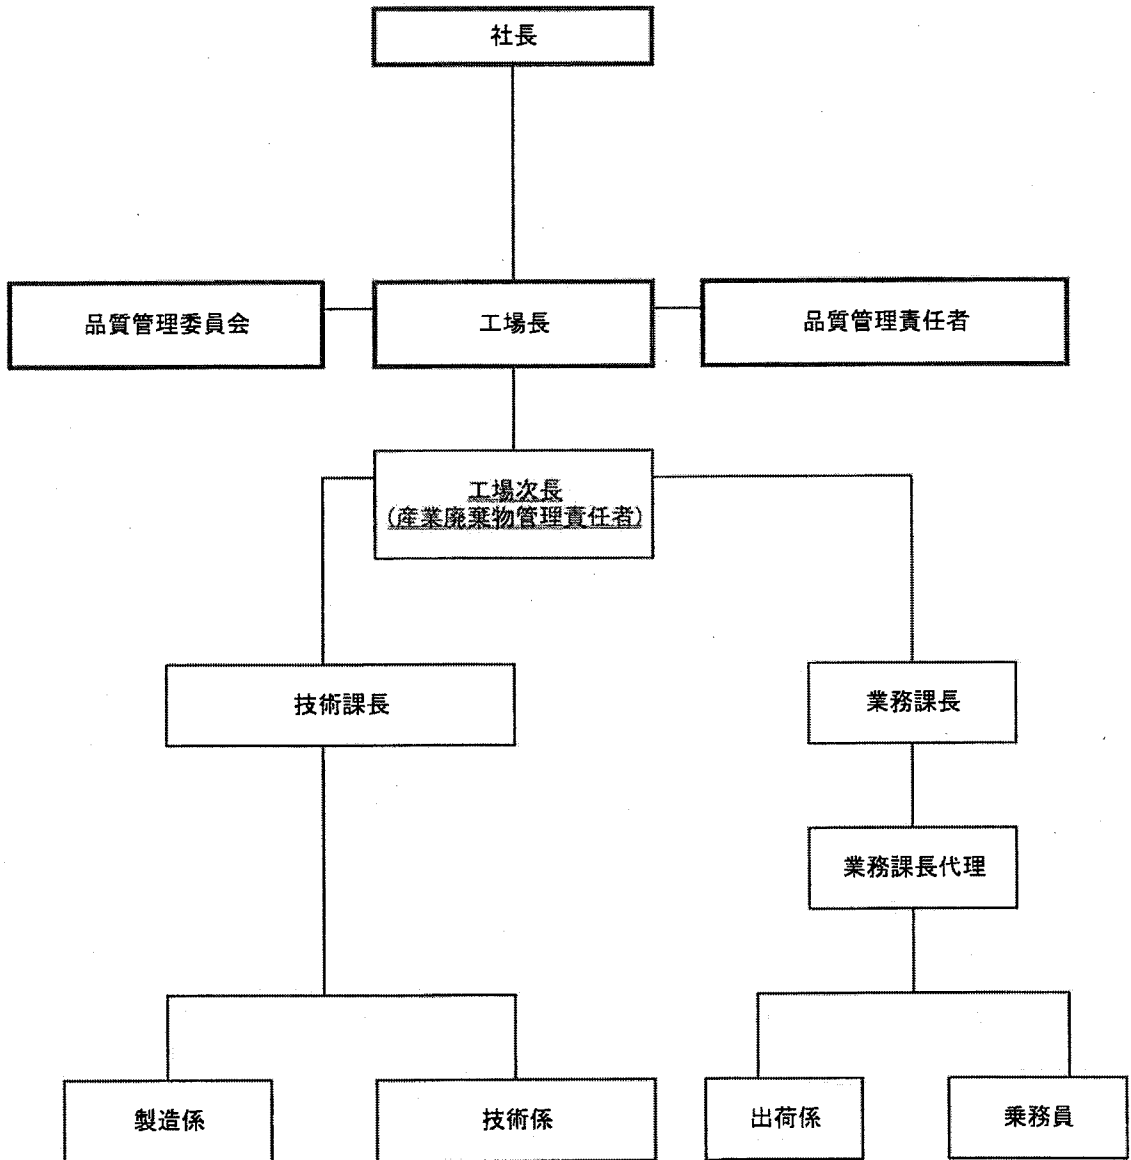 社長
品質管理委員会
工場長
品質管理責任者
工場次長
(産業廃棄物管理責任者)
技術課長
業務課長
業務課長代理
製造係
技術係
出荷係
乗務員